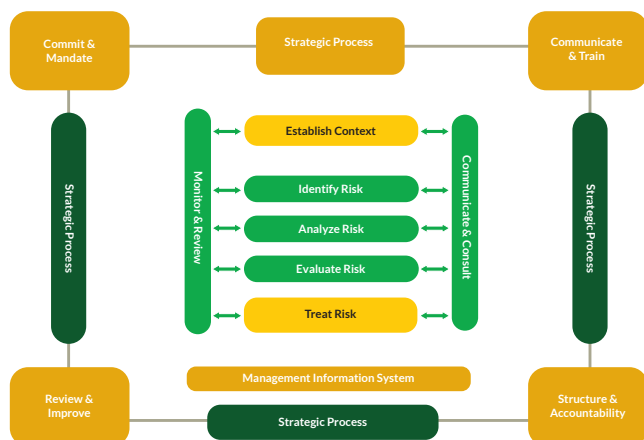 Commit &
Mandate
Strategic Process
Communicate
& Train
Strategic Process
Monitor & Review
Establish Context
Identify Risk
Analyze Risk
Evaluate Risk
Treat Risk
Communicate & Consult
Strategic Process
Review &
Improve
Management Information System
Strategic Process
Structure &
Accountability